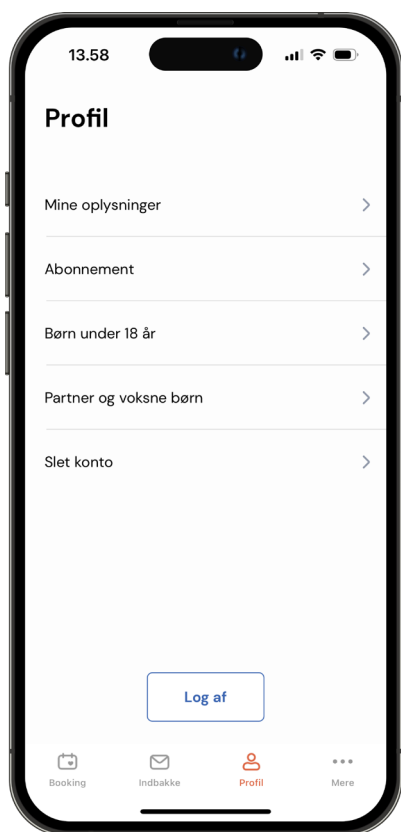 13.58
Profil
Mine oplysninger
Abonnement
Børn under 18 år
Partner og voksne børn
Slet konto
Log af
Booking
Indbakke
Profil
Mere